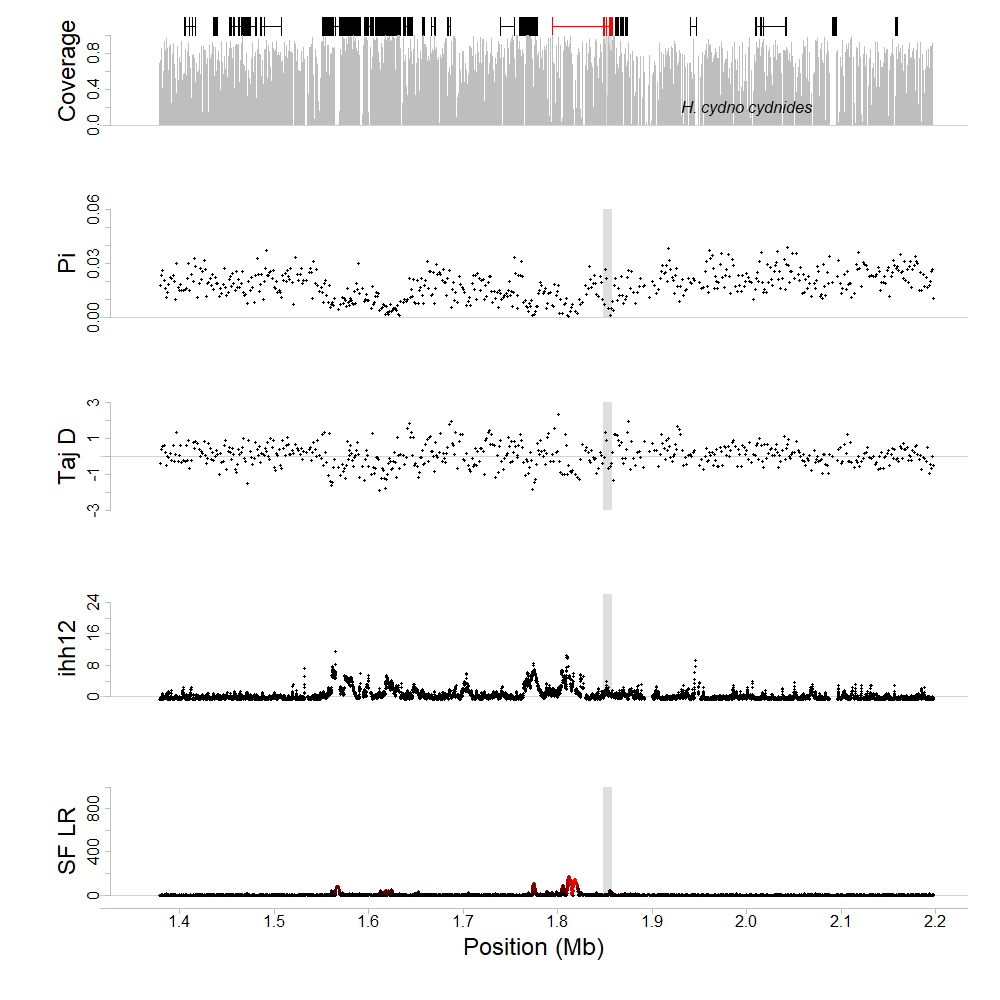 Coverage
0.0 0.4 0.8
H. cydno cydnides
Pi
0.00 0.03 0.06
Taj D
-3 -1 1 3
ihh12
0 8 16 24
SF LR
0 400 800
1.4 1.5 1.6 1.7 1.8 1.9 2.0 2.1 2.2
Position (Mb)